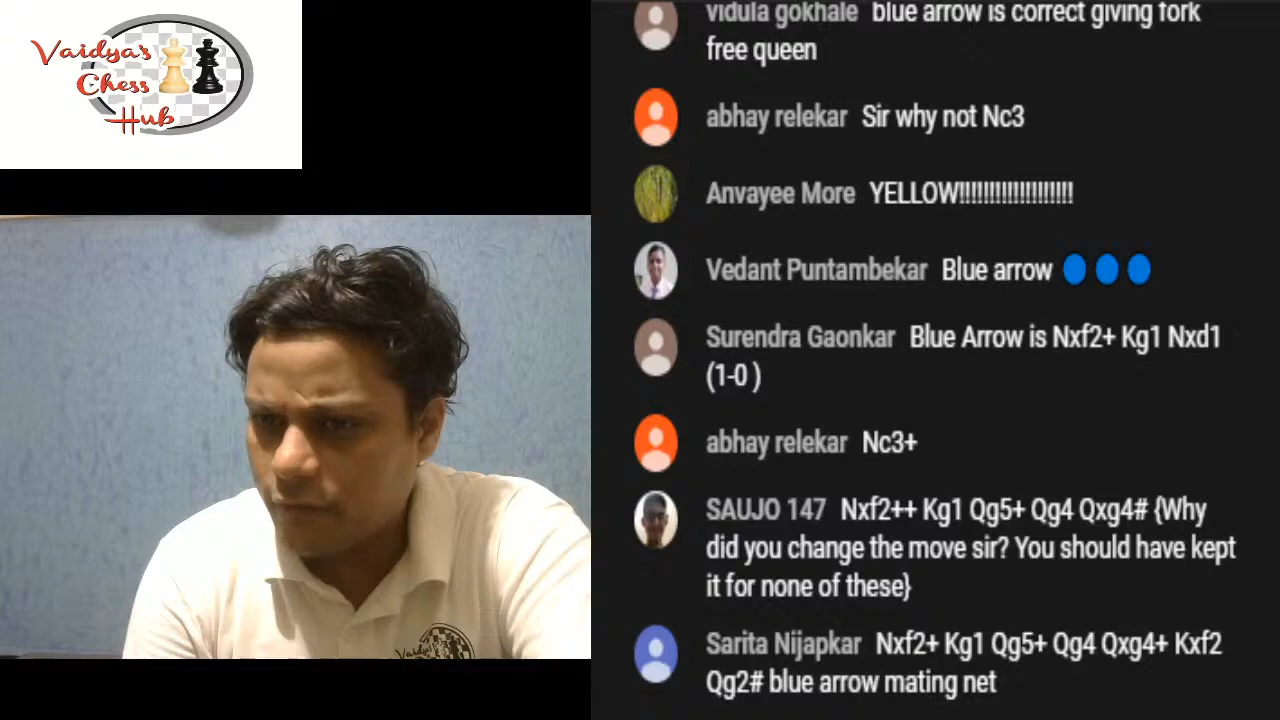 Vaidya's
Chess
Hub
vidula gokhale blue arrow is correct giving fork
free queen
abhay relekar Sir why not Nc3
Anvayee More YELLOW!!!!!!!!!!!!!!!!!!!!
Vedant Puntambekar Blue arrow 🔵🔵🔵
Surendra Gaonkar Blue Arrow is Nxf2+ Kg1 Nxd1
(1-0 )
abhay relekar Nc3+
SAUJO 147 Nxf2++ Kg1 Qg5+ Qg4 Qxg4# {Why
did you change the move sir? You should have kept
it for none of these}
Sarita Nijapkar Nxf2+ Kg1 Qg5+ Qg4 Qxg4+ Kxf2
Qg2# blue arrow mating net
Vaidya's